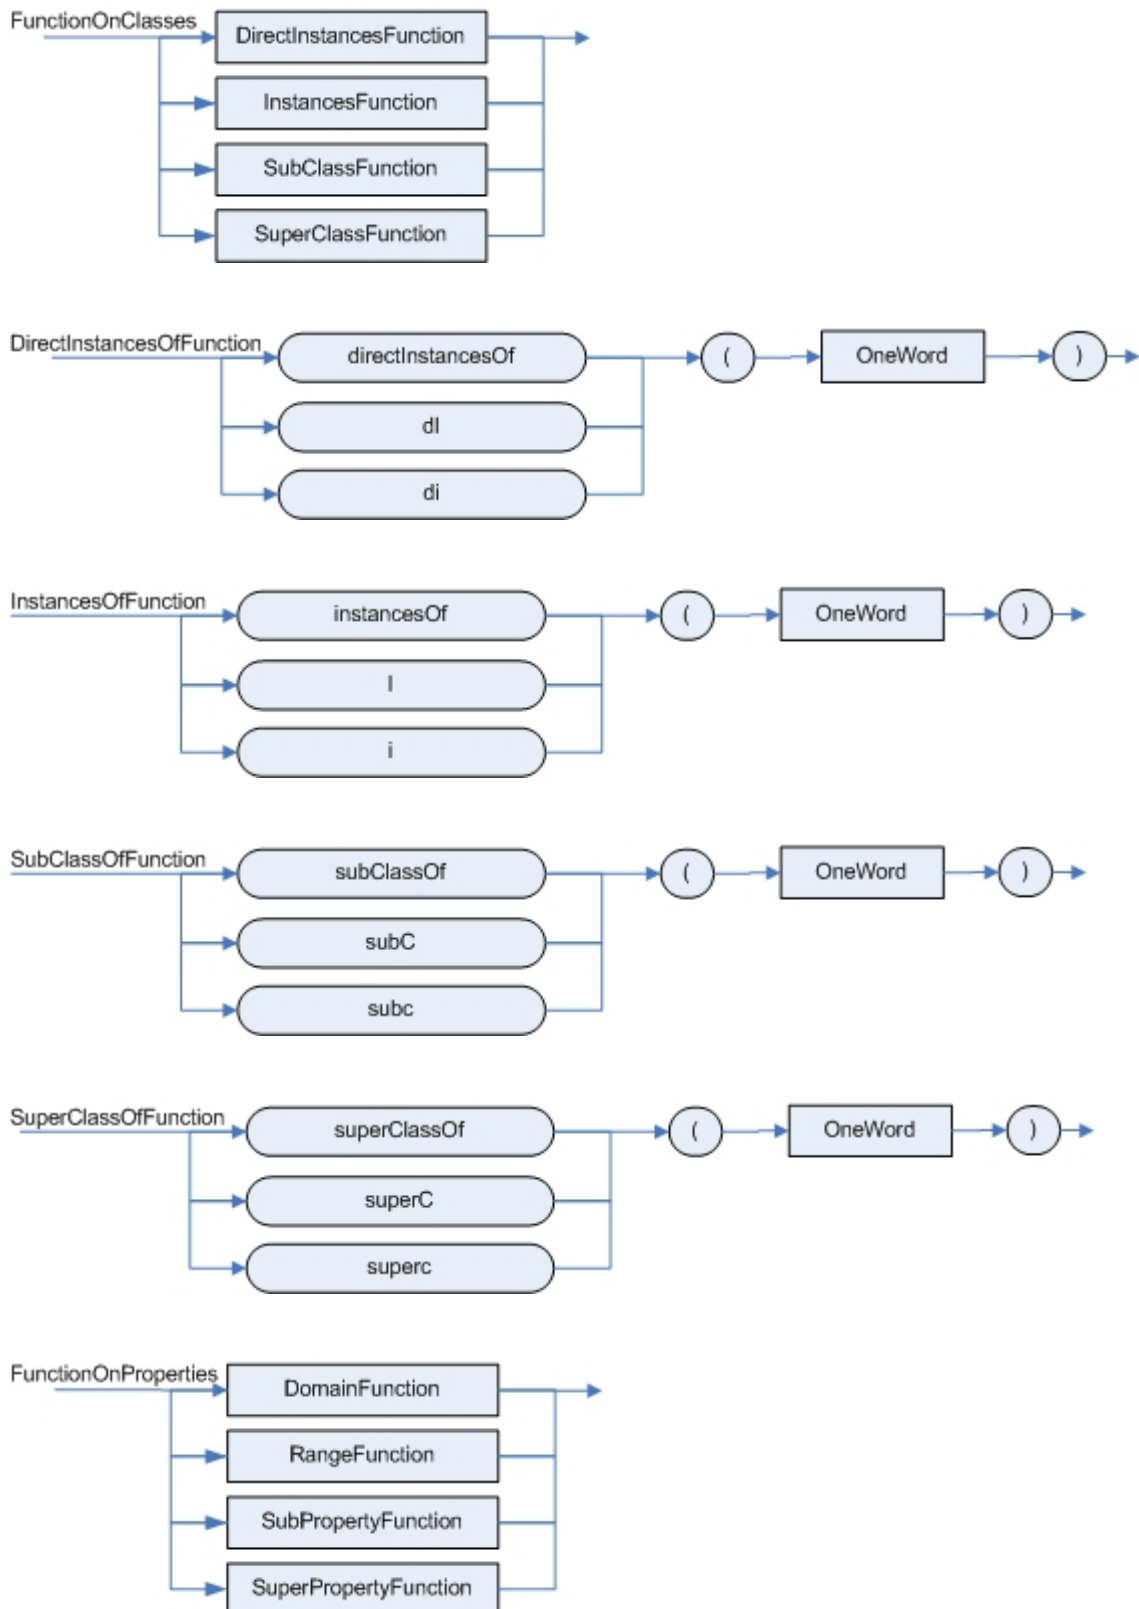 FunctionOnClasses
DirectInstancesFunction
InstancesFunction
SubClassFunction
SuperClassFunction
DirectInstancesOfFunction
directInstancesOf ( OneWord )
dI
di
InstancesOfFunction
instancesOf ( OneWord )
I
i
SubClassOfFunction
subClassOf ( OneWord )
subC
subc
SuperClassOfFunction
superClassOf ( OneWord )
superC
superc
FunctionOnProperties
DomainFunction
RangeFunction
SubPropertyFunction
SuperPropertyFunction